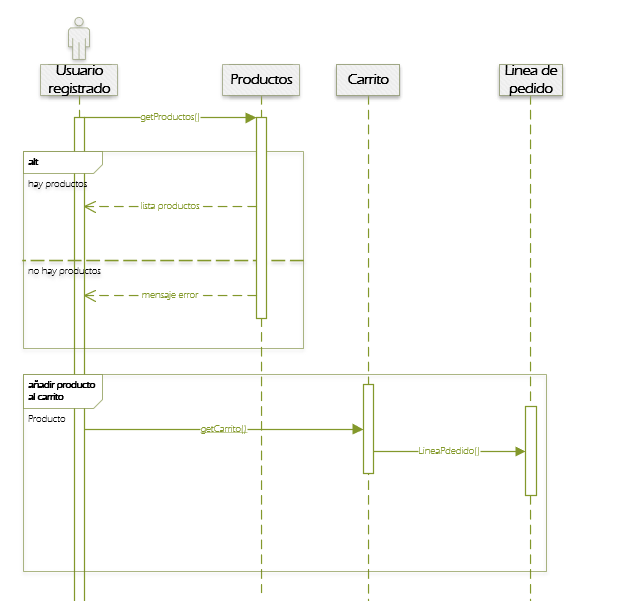 Usuario
registrado
Productos
Carrito
Linea de
pedido
getProductos()
alt
hay productos
lista productos
no hay productos
mensaje error
añadir producto
al carrito
Producto
getCarrito()
LineaPdedido()